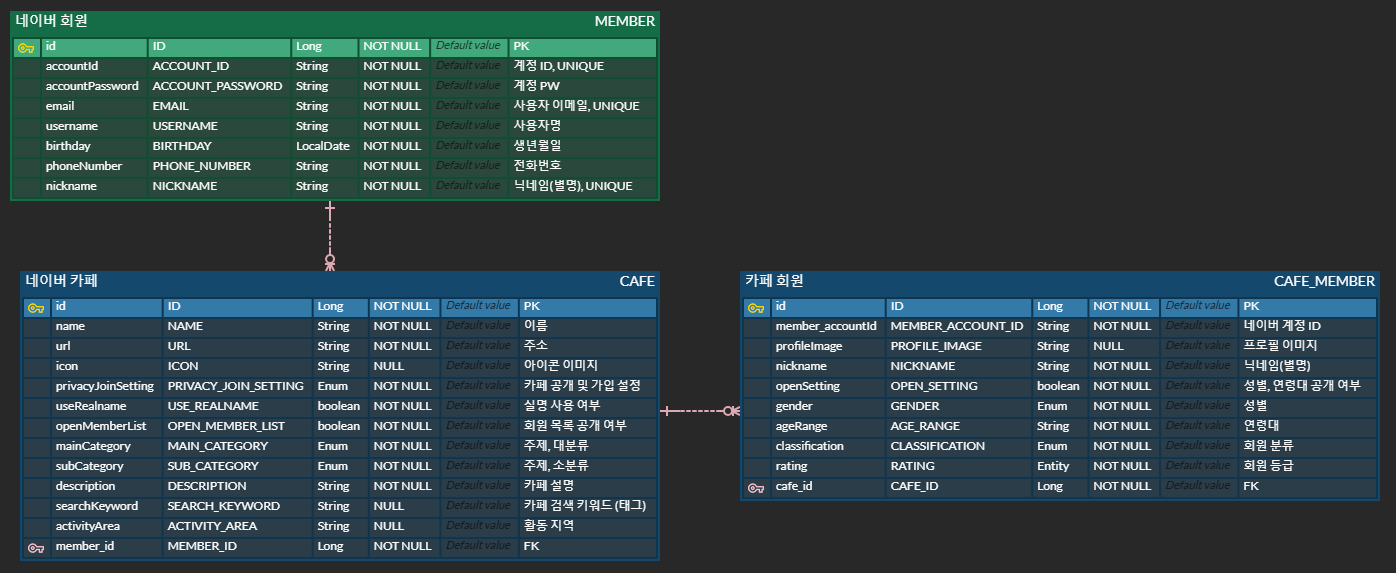 네이버 회원 MEMBER
id ID Long NOT NULL Default value PK
accountId ACCOUNT_ID String NOT NULL Default value 계정 ID, UNIQUE
accountPassword ACCOUNT_PASSWORD String NOT NULL Default value 계정 PW
email EMAIL String NOT NULL Default value 사용자 이메일, UNIQUE
username USERNAME String NOT NULL Default value 사용자명
birthday BIRTHDAY LocalDate NOT NULL Default value 생년월일
phoneNumber PHONE_NUMBER String NOT NULL Default value 전화번호
nickname NICKNAME String NOT NULL Default value 닉네임(별명), UNIQUE
네이버 카페 CAFE
id ID Long NOT NULL Default value PK
name NAME String NOT NULL Default value 이름
url URL String NOT NULL Default value 주소
icon ICON String NULL Default value 아이콘 이미지
privacyJoinSetting PRIVACY_JOIN_SETTING Enum NOT NULL Default value 카페 공개 및 가입 설정
useRealname USE_REALNAME boolean NOT NULL Default value 실명 사용 여부
openMemberList OPEN_MEMBER_LIST boolean NOT NULL Default value 회원 목록 공개 여부
mainCategory MAIN_CATEGORY Enum NOT NULL Default value 주제, 대분류
subCategory SUB_CATEGORY Enum NOT NULL Default value 주제, 소분류
description DESCRIPTION String NOT NULL Default value 카페 설명
searchKeyword SEARCH_KEYWORD String NULL Default value 카페 검색 키워드 (태그)
activityArea ACTIVITY_AREA String NULL Default value 활동 지역
member_id MEMBER_ID Long NOT NULL Default value FK
카페 회원 CAFE_MEMBER
id ID Long NOT NULL Default value PK
member_accountId MEMBER_ACCOUNT_ID String NOT NULL Default value 네이버 계정 ID
profileImage PROFILE_IMAGE String NULL Default value 프로필 이미지
nickname NICKNAME String NOT NULL Default value 닉네임(별명)
openSetting OPEN_SETTING boolean NOT NULL Default value 성별, 연령대 공개 여부
gender GENDER Enum NOT NULL Default value 성별
ageRange AGE_RANGE String NOT NULL Default value 연령대
classification CLASSIFICATION Enum NOT NULL Default value 회원 분류
rating RATING Entity NOT NULL Default value 회원 등급
cafe_id CAFE_ID Long NOT NULL Default value FK